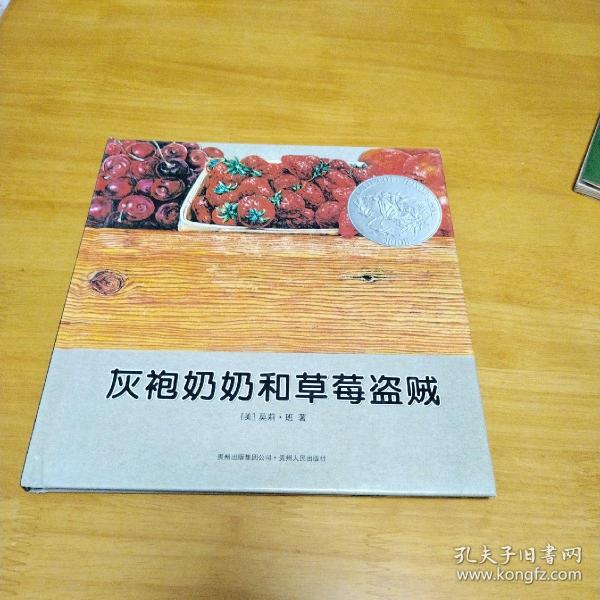 灰袍奶奶和草莓盗贼
[美] 莫莉·班 著
贵州出版集团公司·贵州人民出版社
孔夫子旧书网
www.kongfz.com